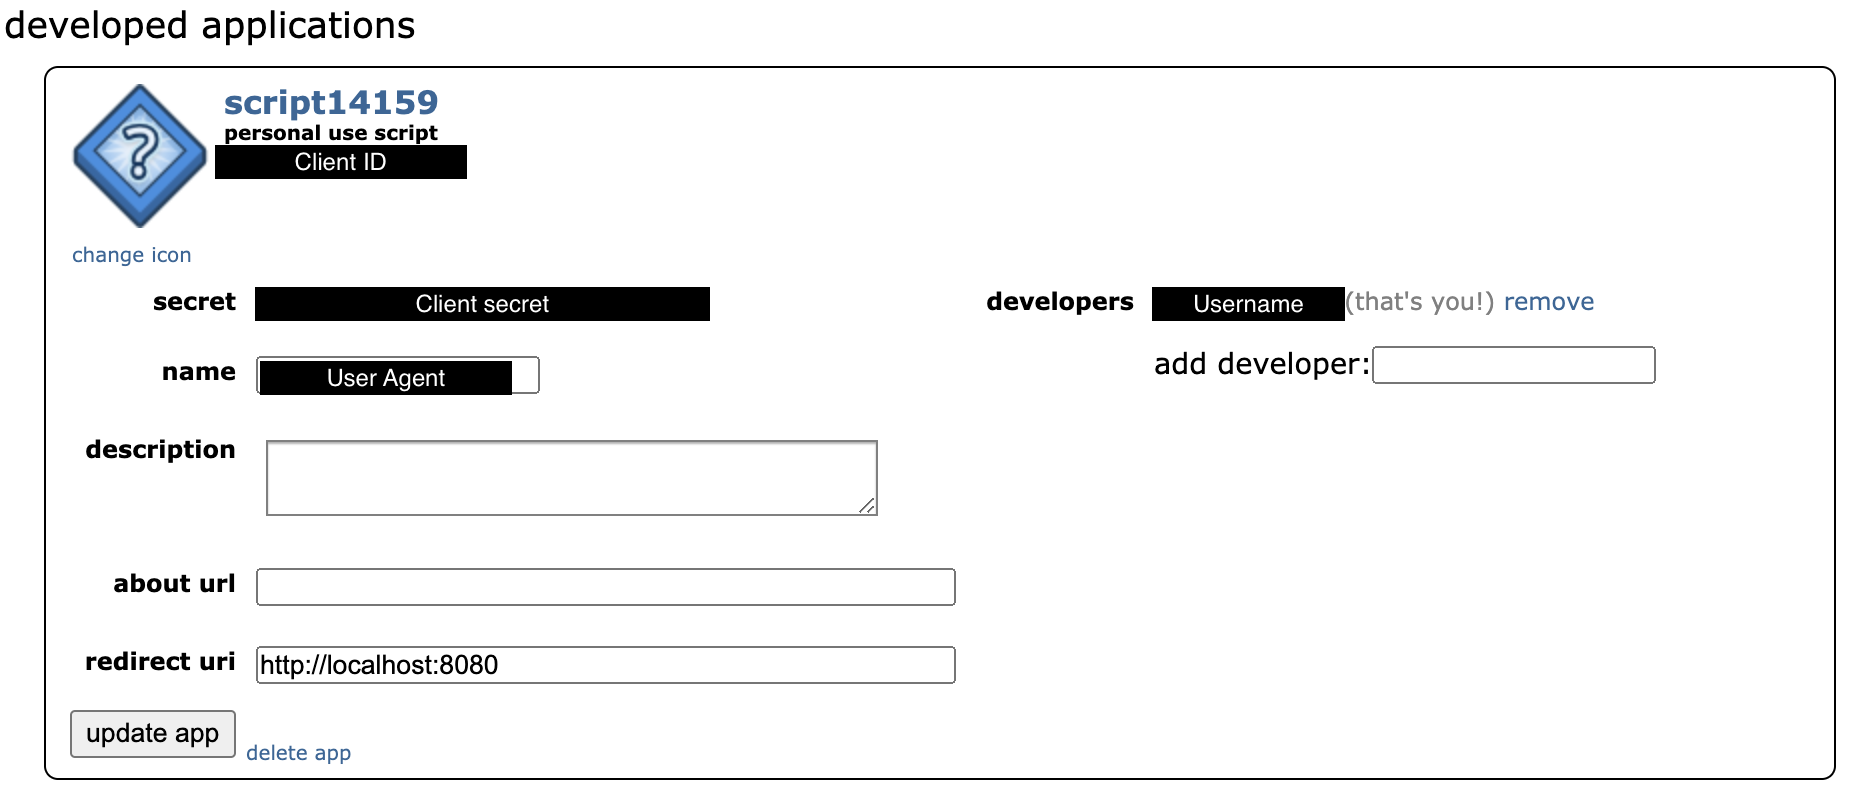 developed applications
script14159
personal use script
Client ID
change icon
secret Client secret
developers Username (that's you!) remove
name User Agent
add developer:
description
about url
redirect uri http://localhost:8080
update app delete app